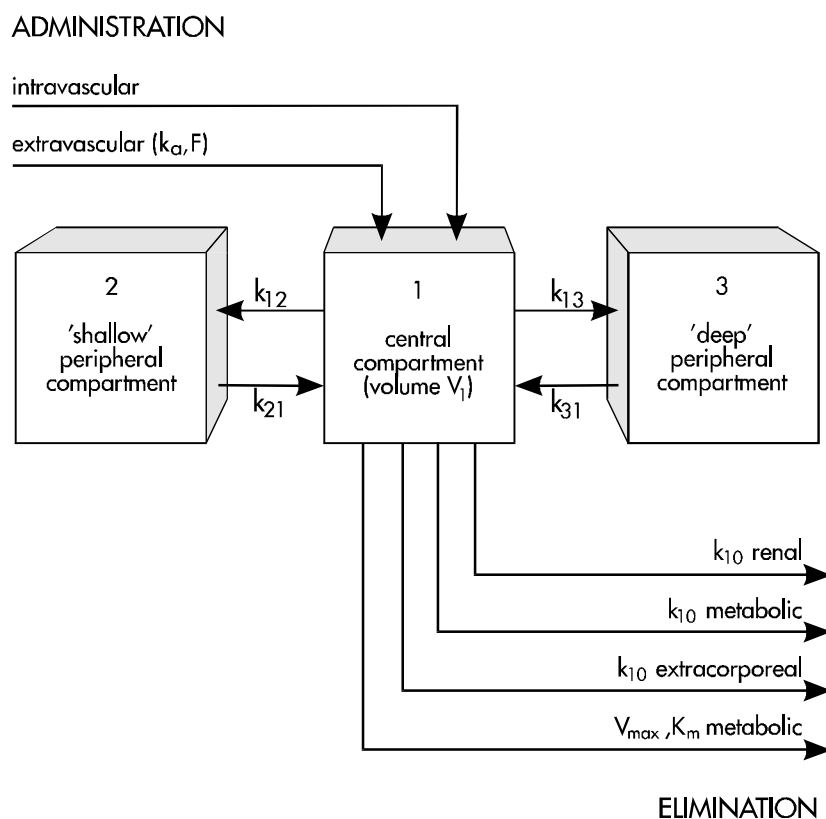 ADMINISTRATION
intravascular
extravascular (kₐ,F)
2
'shallow'
peripheral
compartment
k₁₂
k₂₁
1
central
compartment
(volume V₁)
k₁₃
k₃₁
3
'deep'
peripheral
compartment
k₁₀ renal
k₁₀ metabolic
k₁₀ extracorporeal
Vₘₐₓ,Kₘ metabolic
ELIMINATION